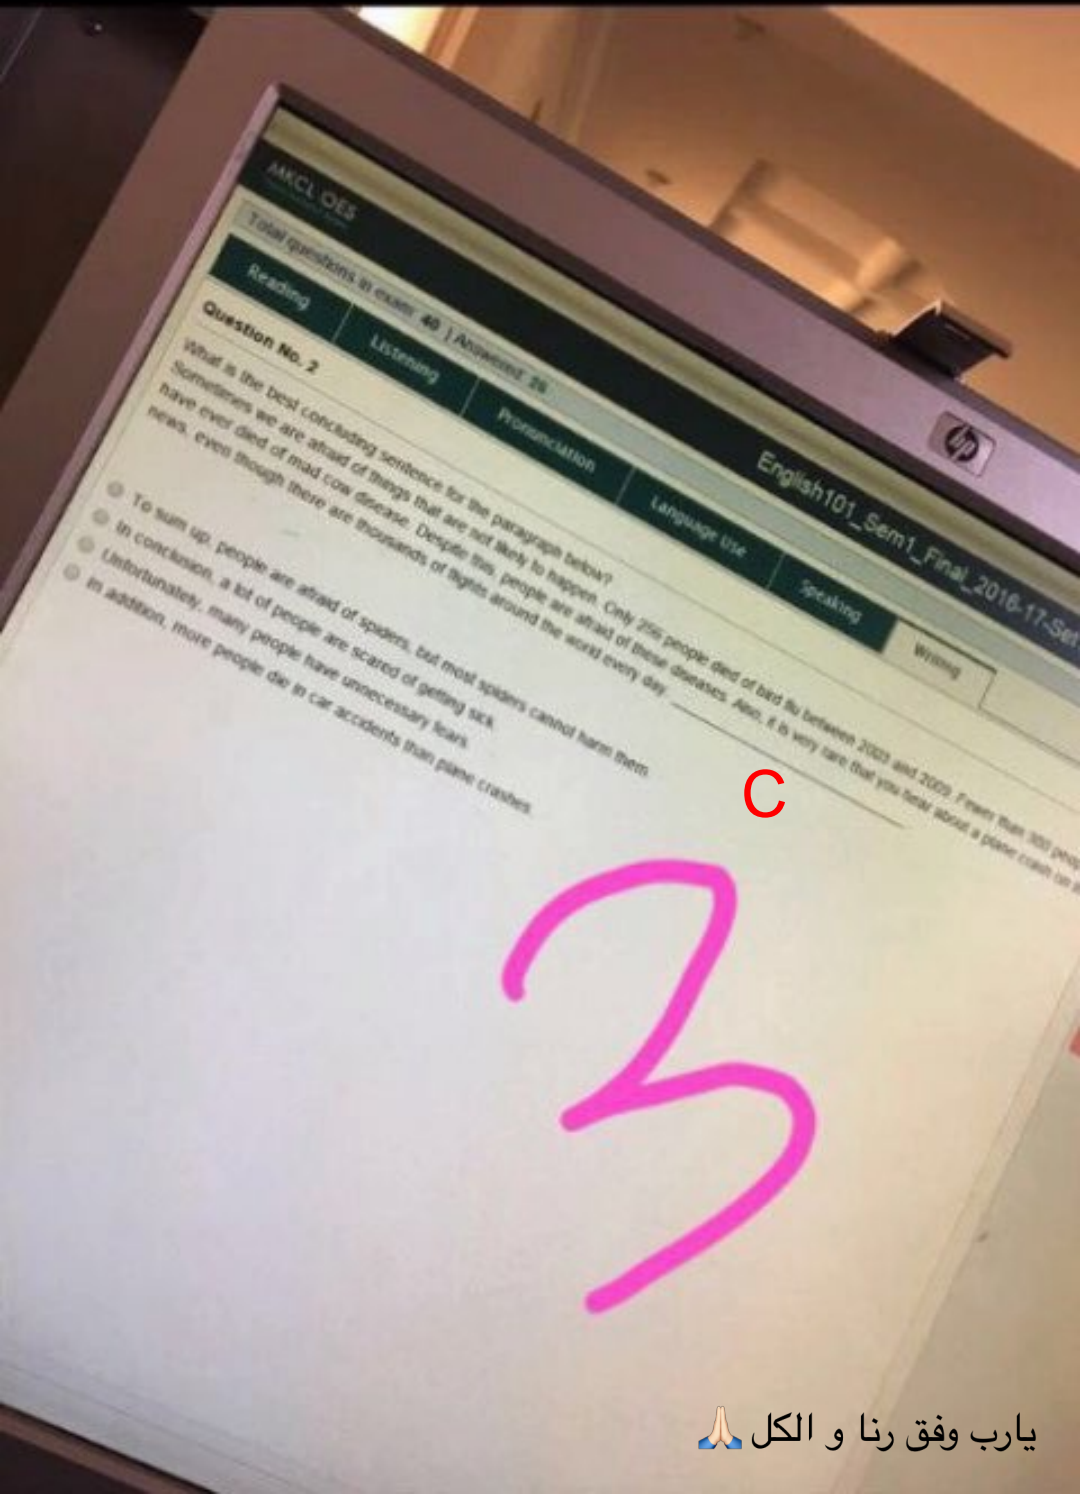 MKCL OES
English101_Sem1_Final_2016-17-Set
Total questions in exam: 40 | Answered: 26
Reading
Listening
Pronunciation
Language Use
Speaking
Writing
Question No. 2
What is the best concluding sentence for the paragraph below?
Sometimes we are afraid of things that are not likely to happen. Only 256 people died of bird flu between 2003 and 2009. Fewer than 300
have ever died of mad cow disease. Despite this, people are afraid of these diseases. Also, it is very rare that you hear about a plane crash on
news, even though there are thousands of flights around the world every day.
To sum up, people are afraid of spiders, but most spiders cannot harm them.
In conclusion, a lot of people are scared of getting sick.
Unfortunately, many people have unnecessary fears.
In addition, more people die in car accidents than plane crashes.
hp
C
3
يارب وفق رنا و الكل🙏🏻